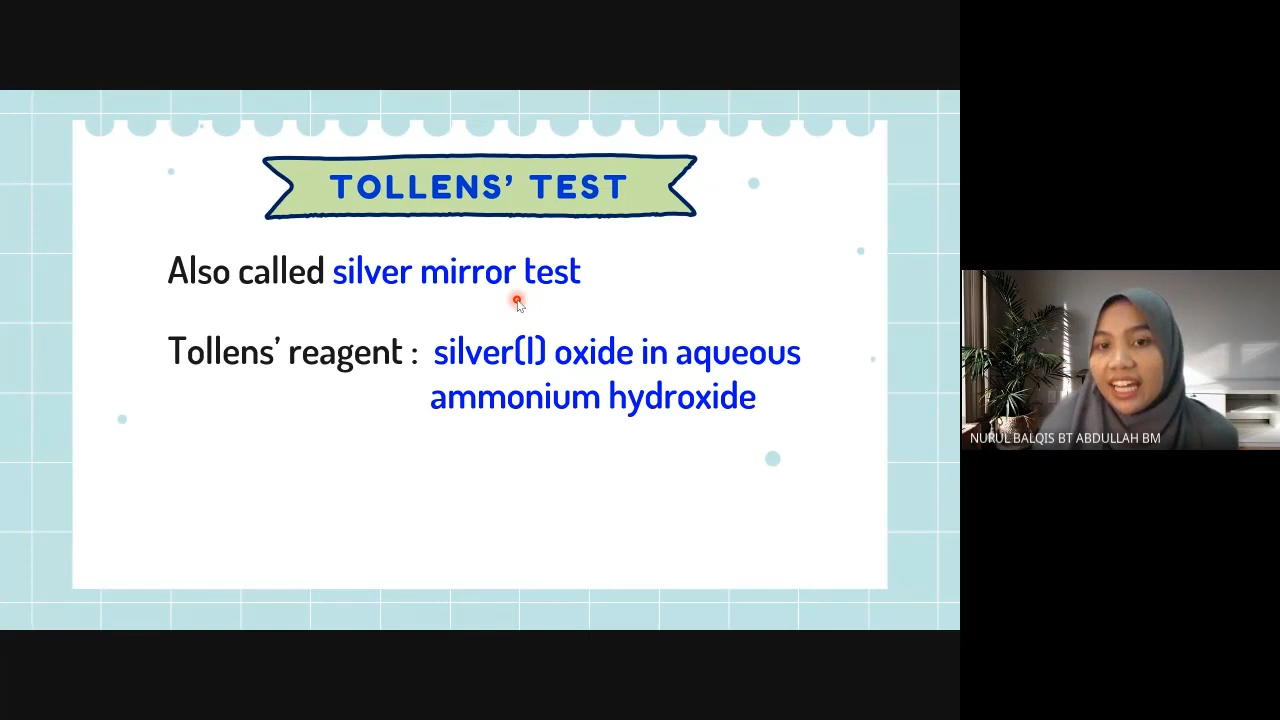 TOLLENS' TEST
Also called silver mirror test
Tollens' reagent : silver(I) oxide in aqueous
ammonium hydroxide
NURUL BALQIS BT ABDULLAH BM